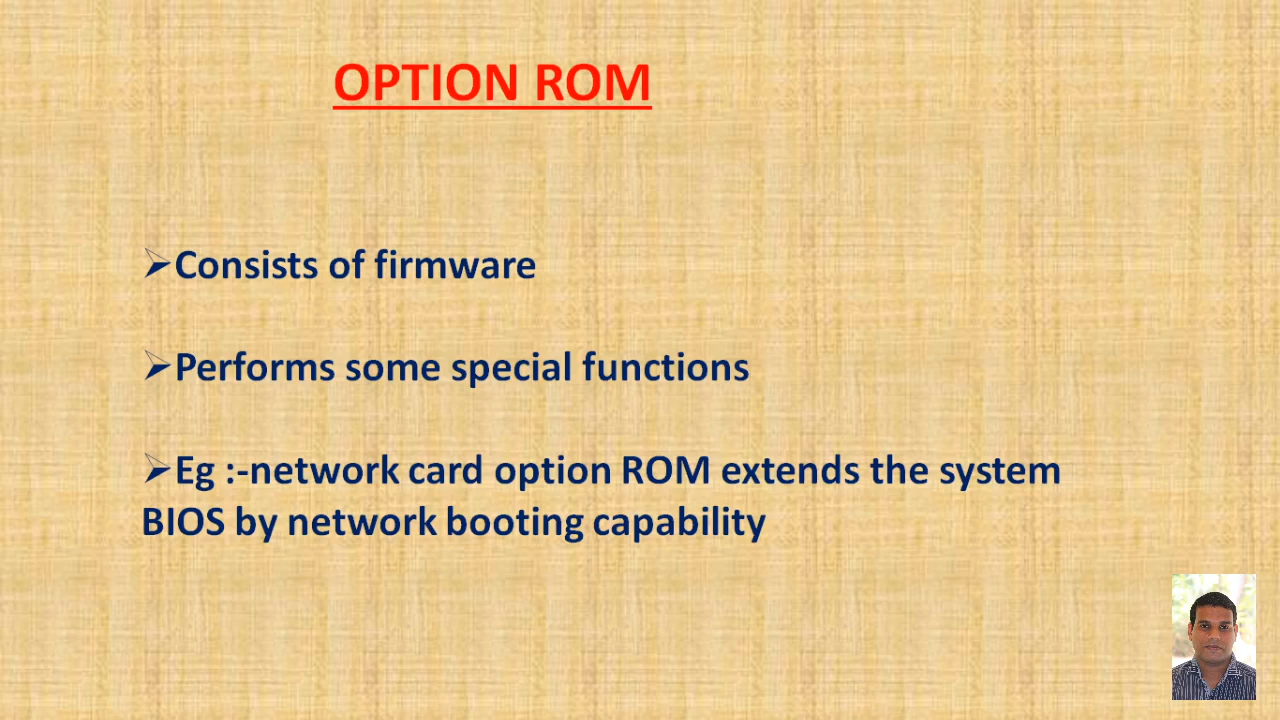 OPTION ROM
➢Consists of firmware
➢Performs some special functions
➢Eg :-network card option ROM extends the system
BIOS by network booting capability